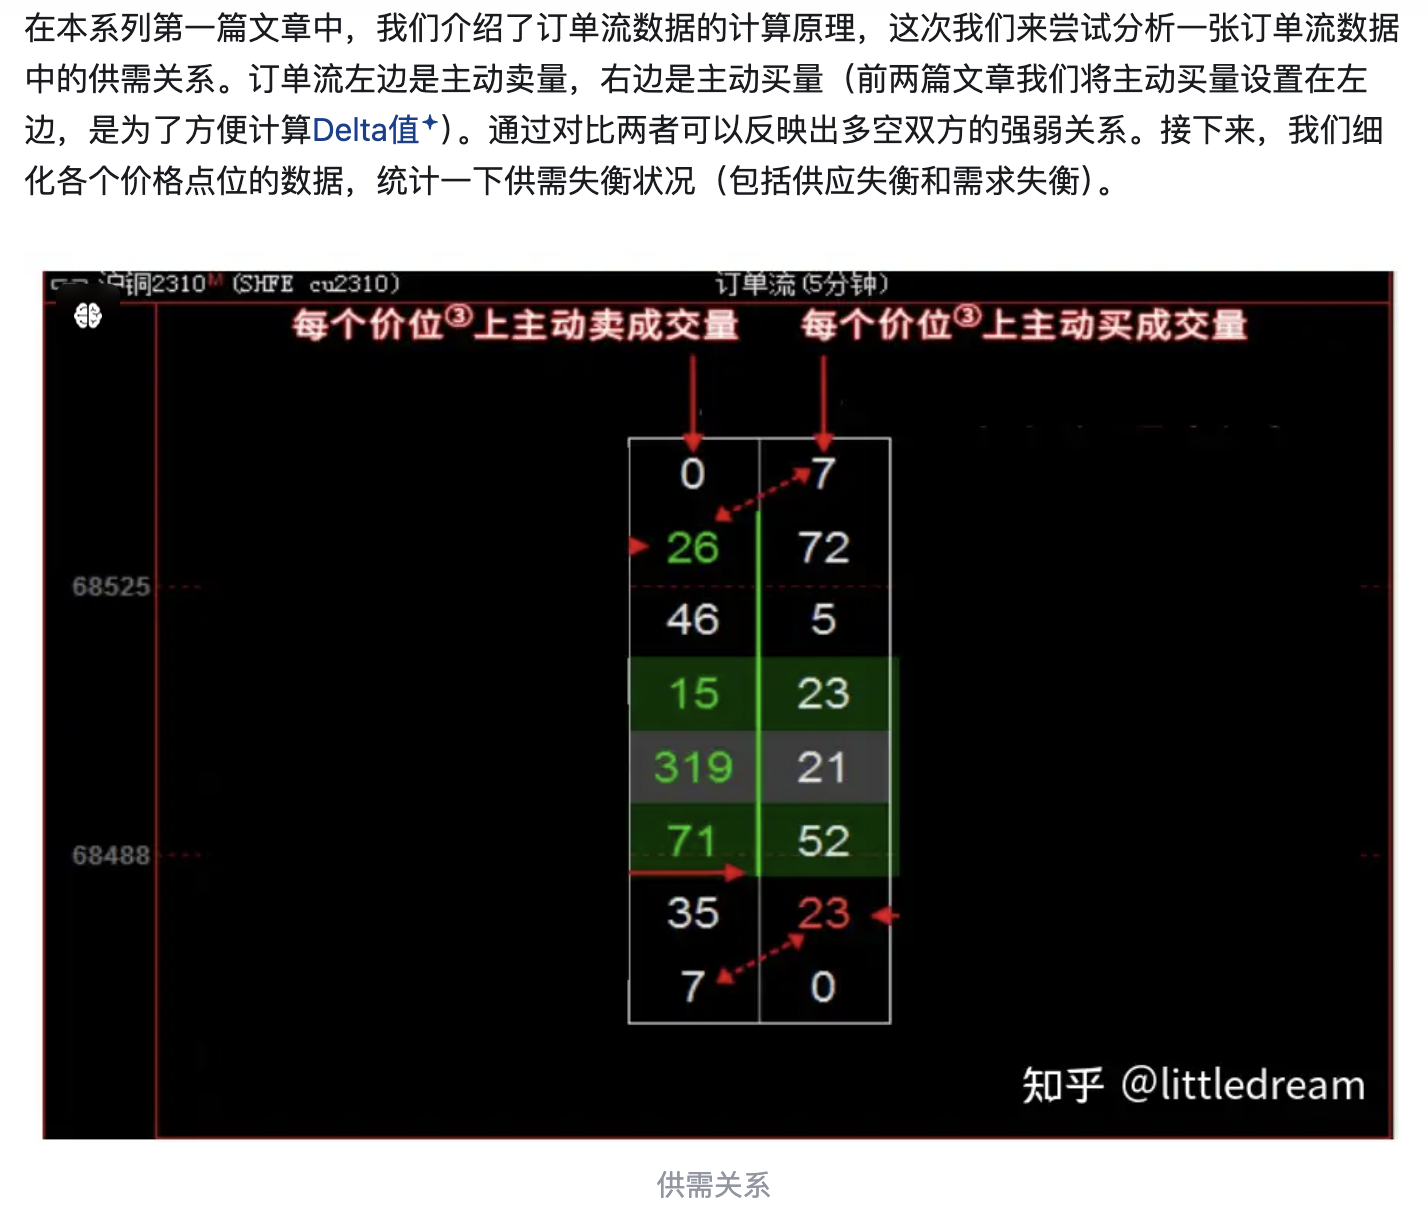 在本系列第一篇文章中，我们介绍了订单流数据的计算原理，这次我们来尝试分析一张订单流数据
中的供需关系。订单流左边是主动卖量，右边是主动买量（前两篇文章我们将主动买量设置在左
边，是为了方便计算Delta值）。通过对比两者可以反映出多空双方的强弱关系。接下来，我们细
化各个价格点位的数据，统计一下供需失衡状况（包括供应失衡和需求失衡）。
沪铜2310M (SHFE cu2310) 订单流(5分钟)
每个价位③上主动卖成交量 每个价位③上主动买成交量
0 7
26 72
68525
46 5
15 23
319 21
71 52
68488
35 23
7 0
知乎 @littledream
供需关系